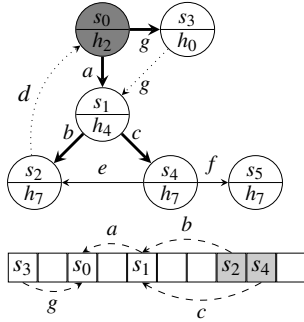 s₀ s₃
h₂ g h₀
d a g
s₁
h₄
b c
s₂ s₄ s₅
e f
h₇ h₇ h₇
a b
s₃ s₀ s₁ s₂ s₄
g c